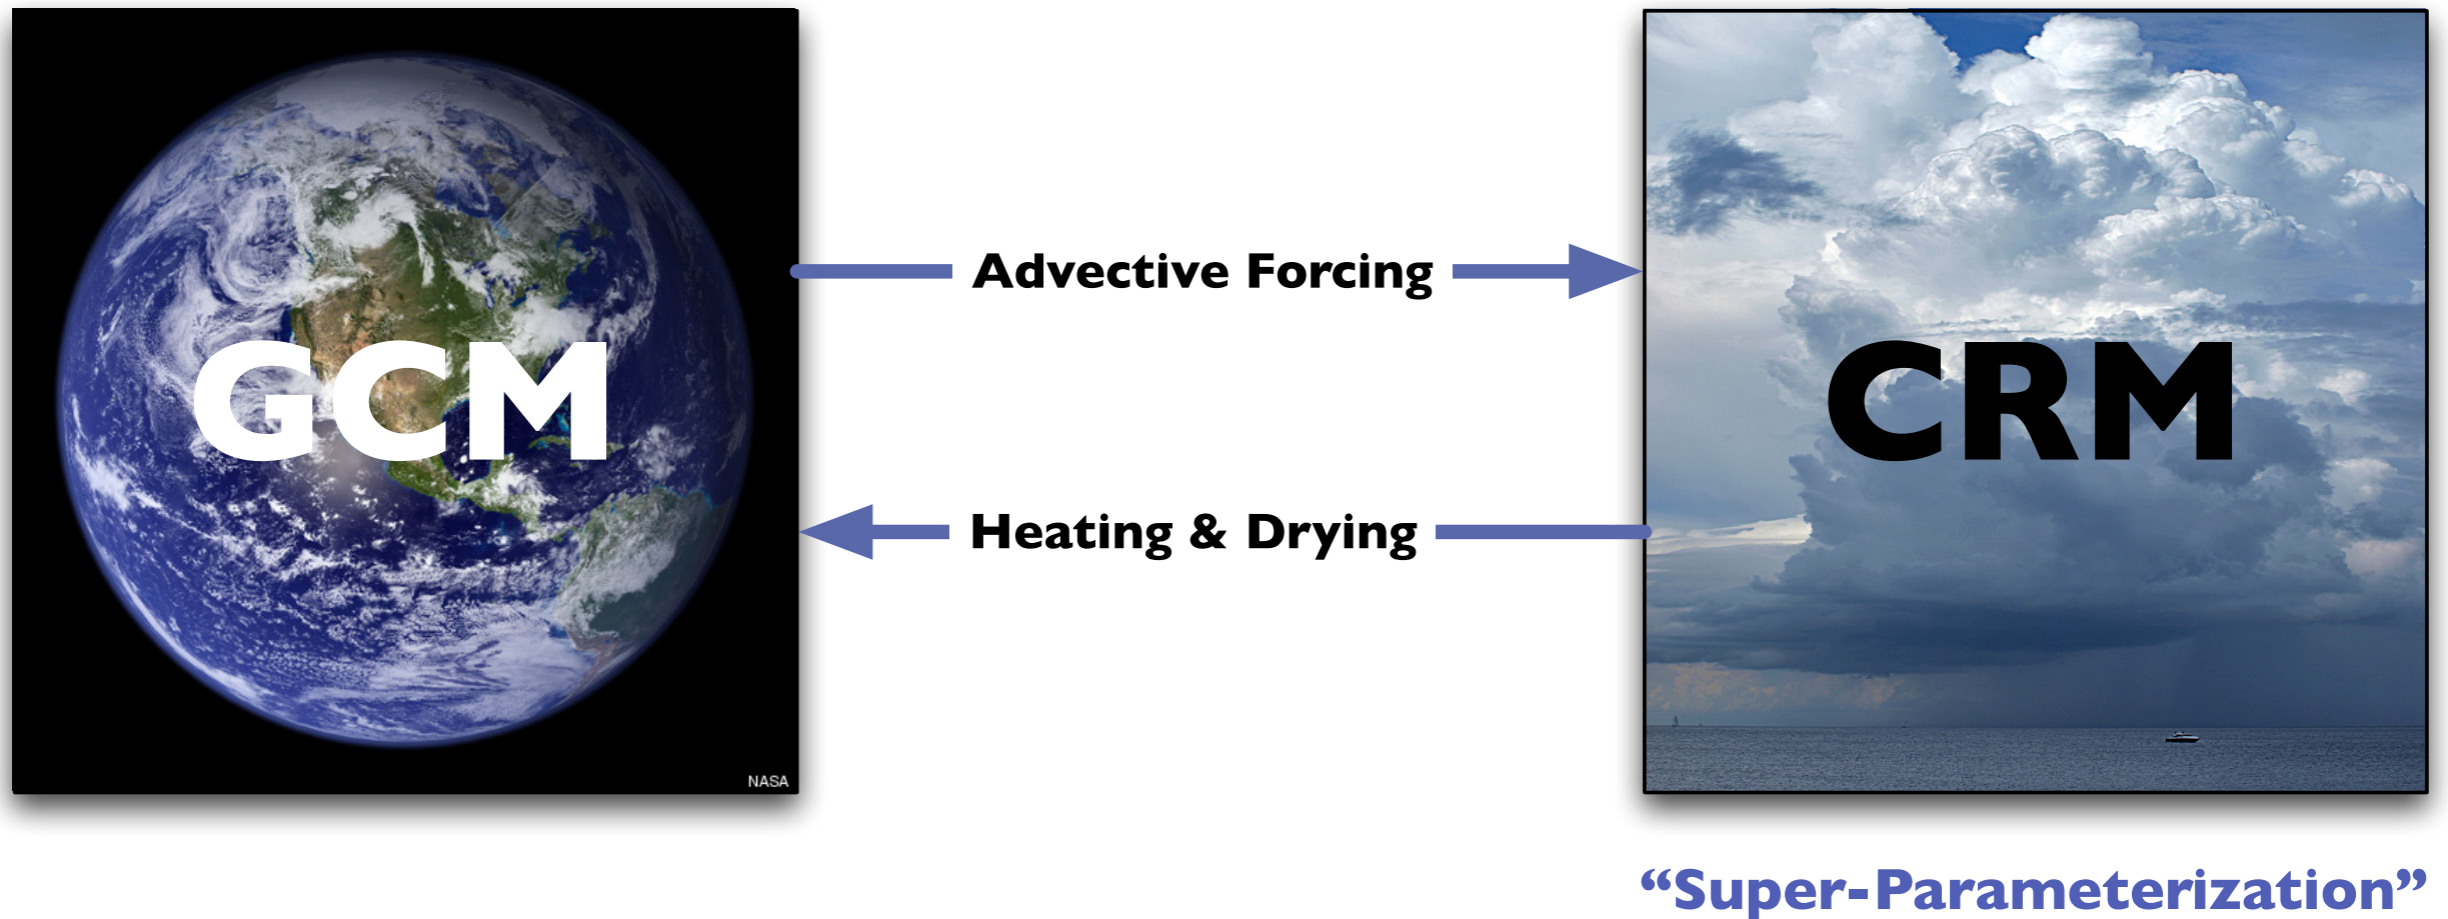 GCM
NASA
Advective Forcing
Heating & Drying
CRM
“Super-Parameterization”